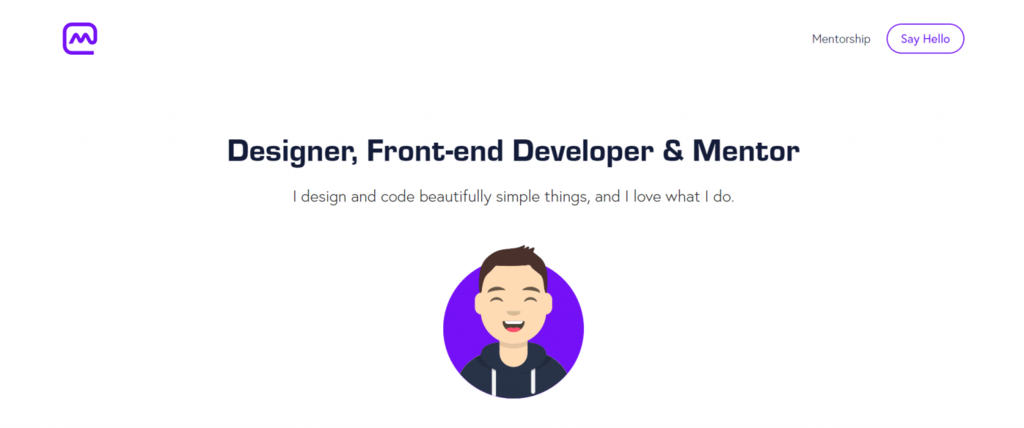 Mentorship
Say Hello
Designer, Front-end Developer & Mentor
I design and code beautifully simple things, and I love what I do.